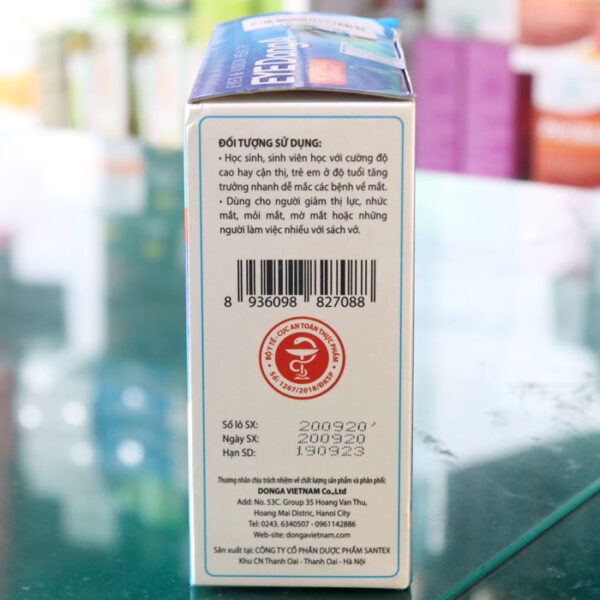 EYEDongA
ĐỐI TƯỢNG SỬ DỤNG:
• Học sinh, sinh viên học với cường độ
cao hay cận thị, trẻ em ở độ tuổi tăng
trưởng nhanh dễ mắc các bệnh về mắt.
• Dùng cho người giảm thị lực, nhức
mắt, mỏi mắt, mờ mắt hoặc những
người làm việc nhiều với sách vở.
8 936098 827088
BỘ Y TẾ - CỤC AN TOÀN THỰC PHẨM
Số: 1267/2018/ĐKSP
Số lô SX: 200920
Ngày SX: 200920
Hạn SD: 190923
Thương nhân chịu trách nhiệm về chất lượng sản phẩm và phân phối:
DONGA VIETNAM Co.,Ltd
Add: No. 53C. Group 35 Hoang Van Thu,
Hoang Mai Distric, Hanoi City
Tel: 0243. 6340507 - 0961142886
Web-site: dongavietnam.com
Sản xuất tại: CÔNG TY CỔ PHẦN DƯỢC PHẨM SANTEX
Khu CN Thanh Oai - Thanh Oai - Hà Nội